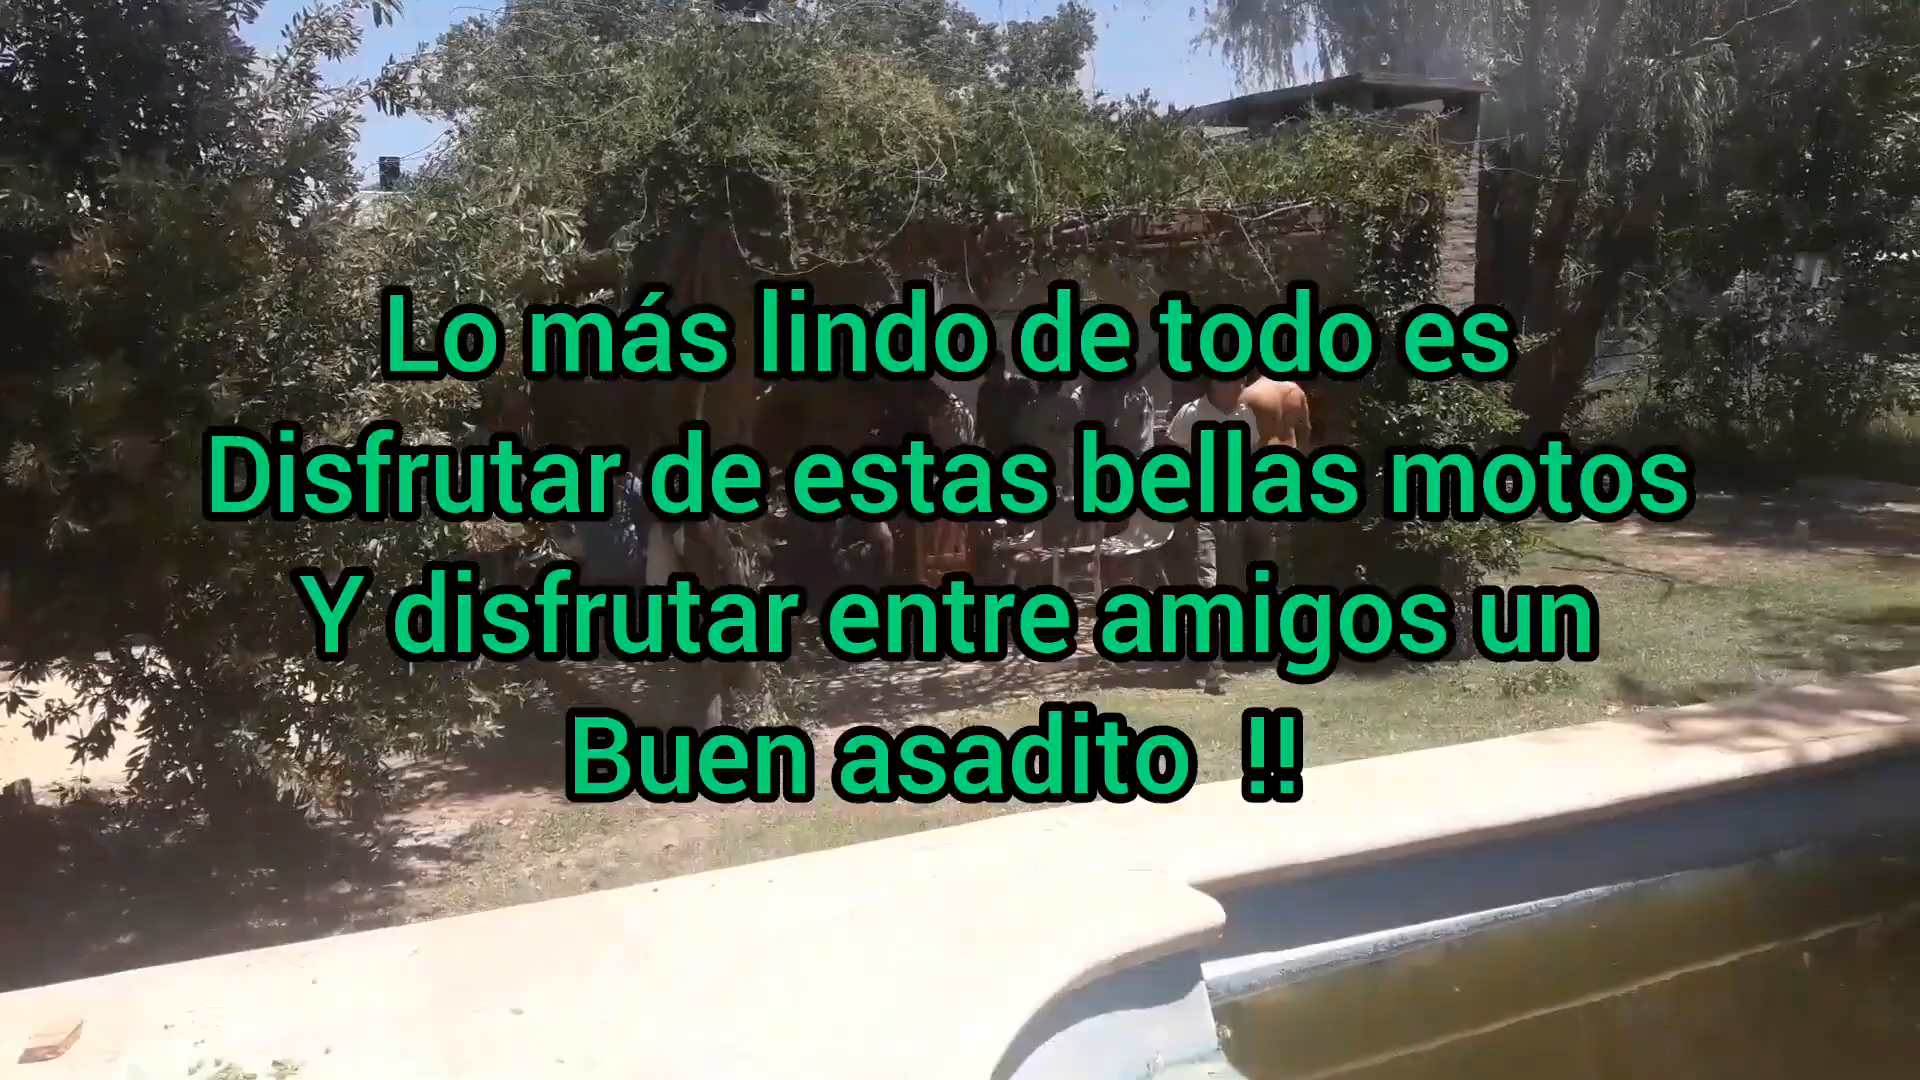 Lo más lindo de todo es
Disfrutar de estas bellas motos
Y disfrutar entre amigos un
Buen asadito  !!